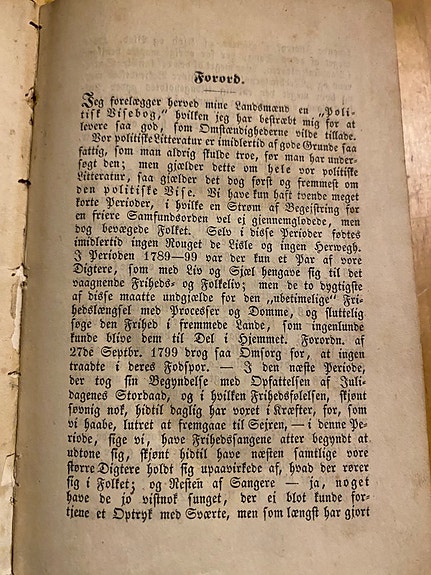 Forord.
Jeg forelægger herved mine Landsmænd en „Poli-
tisk Visebog,“ hvilken jeg har bestræbt mig for at
levere saa god, som Omstændighederne vilde tillade.
Vor politiske Litteratur er imidlertid af gode Grunde saa
fattig, som man aldrig skulde troe, før man har under-
søgt den; men gjælder dette om hele vor politiske
Litteratur, saa gjælder det dog først og fremmest om
den politiske Vise. Vi have kun havt tvende meget
korte Perioder, i hvilke en Strøm af Begejstring for
en friere Samfundsorden vel ej gjennemglødede, men
dog bevægede Folket. Selv i disse Perioder fødtes
imidlertid ingen Rouget de Lisle og ingen Herwegh.
I Perioden 1789—99 var der kun et Par af vore
Digtere, som med Liv og Sjæl hengave sig til det
vaagnende Friheds- og Folkeliv; men de to dygtigste
af disse maatte undgjælde for den „ubetimelige“ Fri-
hedslængsel med Processer og Domme, og sluttelig
søge den Frihed i fremmede Lande, som ingenlunde
kunde blive dem til Del i Hjemmet. Forordn. af
27de Septbr. 1799 drog saa Omsorg for, at ingen
traadte i deres Fodspor. — I den næste Periode,
der tog sin Begyndelse med Opfattelsen af Juli-
dagenes Stordaad, og i hvilken Frihedsfølelsen, skjønt
søvnig nok, hidtil daglig har voxet i Kræfter, for, som
vi haabe, lutret at fremgaae til Sejren, — i denne Pe-
riode, sige vi, have Frihedssangene atter begyndt at
udtone sig, skjønt hidtil have næsten samtlige vore
større Digtere holdt sig upaavirkede af, hvad der rører
sig i Folket; og Resten af Sangere — ja, noget
have de jo vistnok sunget, der ej blot kunde for-
tjene et Optryk med Sværte, men som længst har gjort